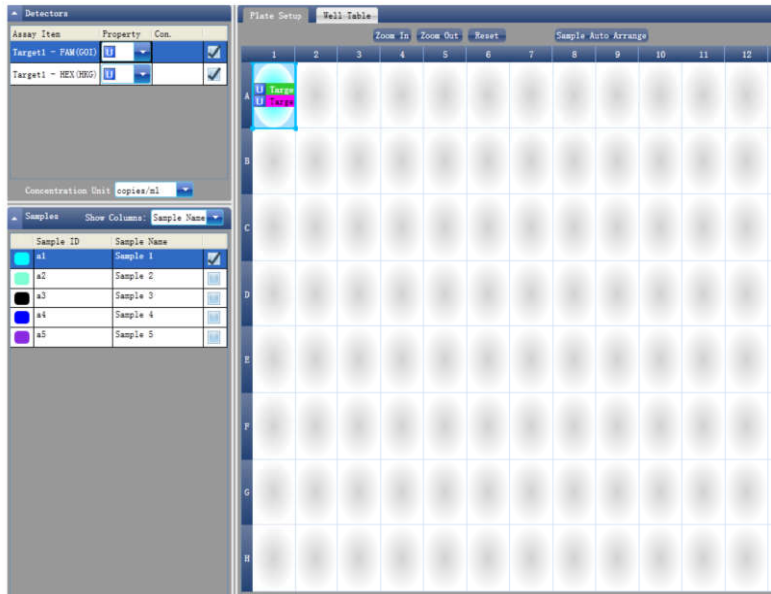 Detectors
Assay Item Property Con.
Target1 - FAM(GOI) U
Target1 - HEX(HKG) U
Concentration Unit copies/ml
Samples Show Columns: Sample Name
Sample ID Sample Name
a1 Sample 1
a2 Sample 2
a3 Sample 3
a4 Sample 4
a5 Sample 5
Plate Setup Well Table
Zoom In Zoom Out Reset Sample Auto Arrange
1 2 3 4 5 6 7 8 9 10 11 12
A
U Targe
U Targe
B
C
D
E
F
G
H